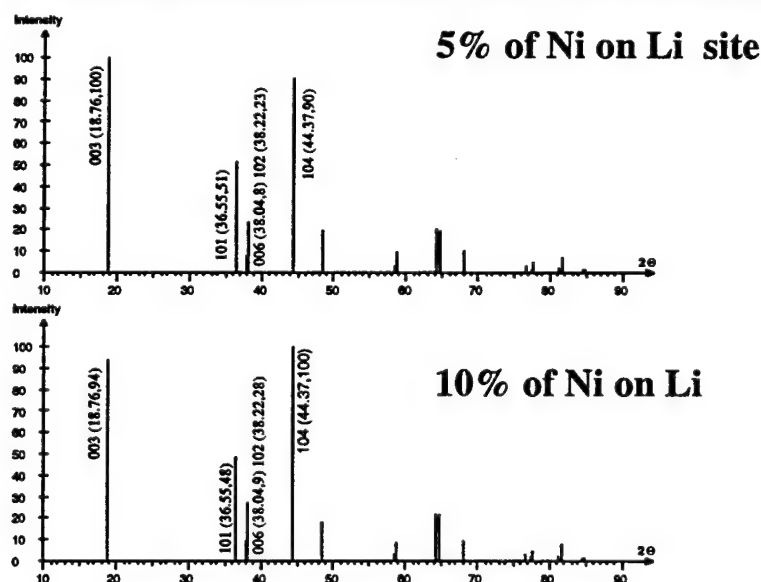 Intensity
5% of Ni on Li site
100
90
80
70
60
50
40
30
20
10
0
003 (18.76,100)
101 (36.55,51)
006 (38.04,8) 102 (38.22,23)
104 (44.37,90)
2θ
10 20 30 40 50 60 70 80 90
Intensity
10% of Ni on Li
100
90
80
70
60
50
40
30
20
10
0
003 (18.76,94)
101 (36.55,48)
006 (38.04,9) 102 (38.22,28)
104 (44.37,100)
2θ
10 20 30 40 50 60 70 80 90